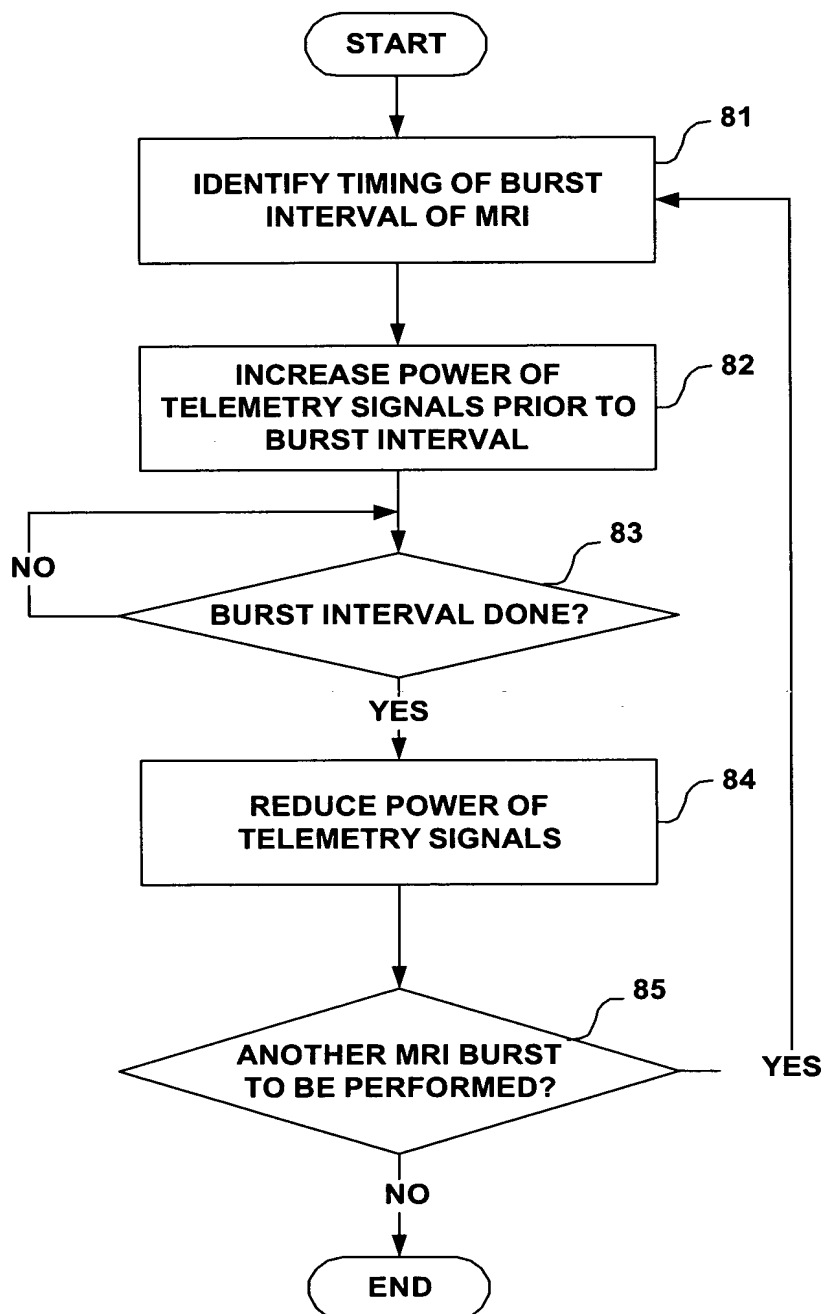 START
81
IDENTIFY TIMING OF BURST
INTERVAL OF MRI
82
INCREASE POWER OF
TELEMETRY SIGNALS PRIOR TO
BURST INTERVAL
83
NO
BURST INTERVAL DONE?
YES
84
REDUCE POWER OF
TELEMETRY SIGNALS
85
ANOTHER MRI BURST
TO BE PERFORMED?
YES
NO
END